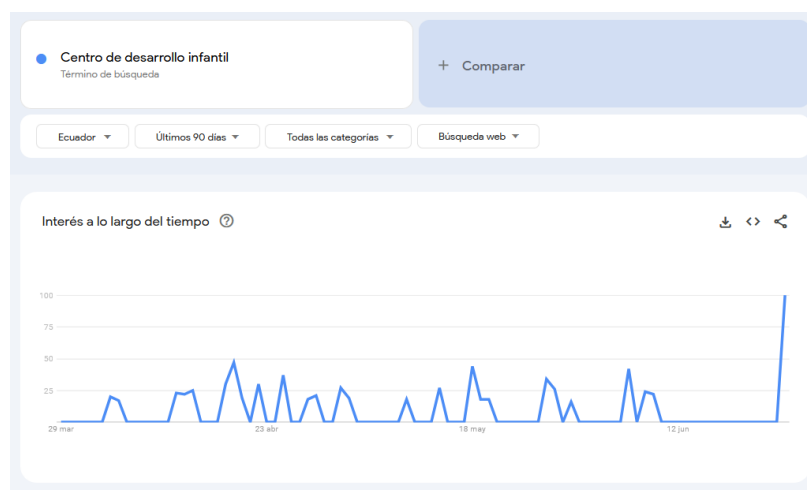 Centro de desarrollo infantil
Término de búsqueda
+ Comparar
Ecuador
Últimos 90 días
Todas las categorías
Búsqueda web
Interés a lo largo del tiempo
100
75
50
25
29 mar
23 abr
18 may
12 jun